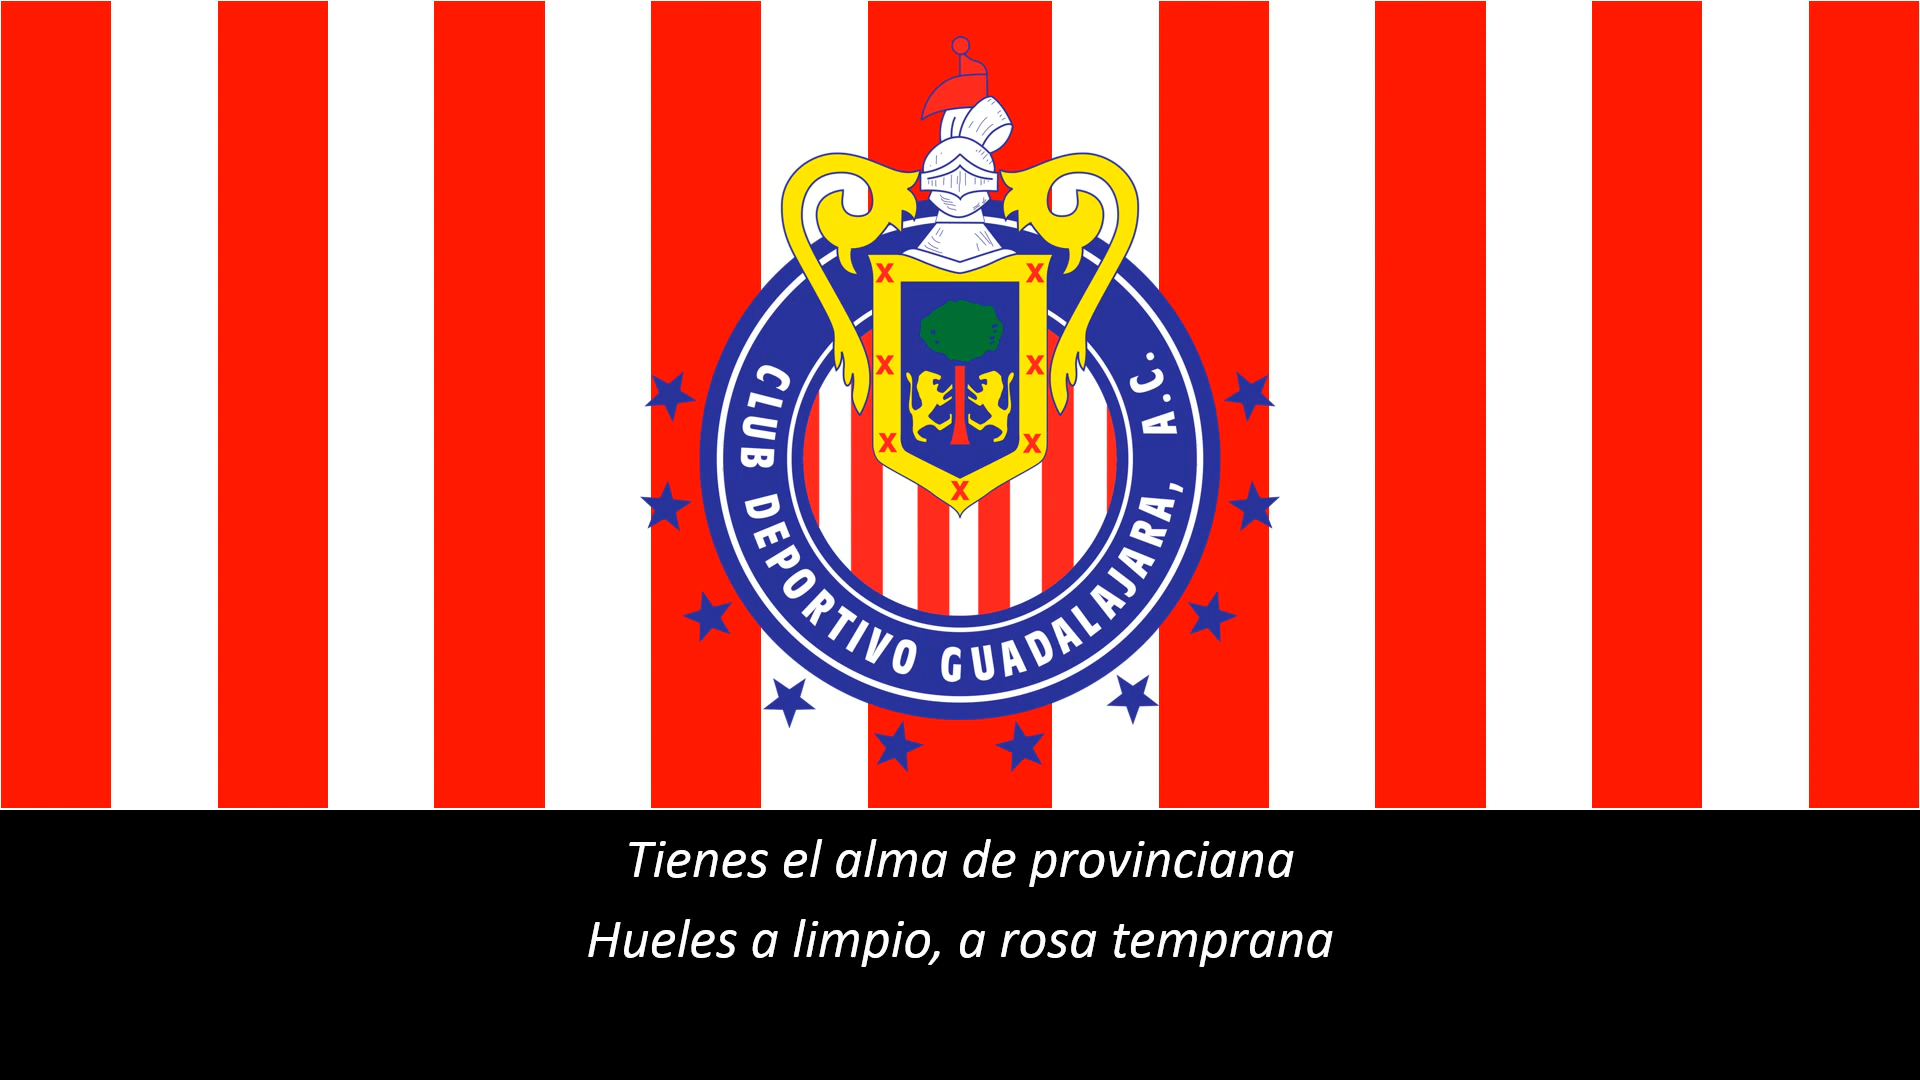 CLUB DEPORTIVO GUADALAJARA, A.C.
X X
X X
X X
X
Tienes el alma de provinciana
Hueles a limpio, a rosa temprana